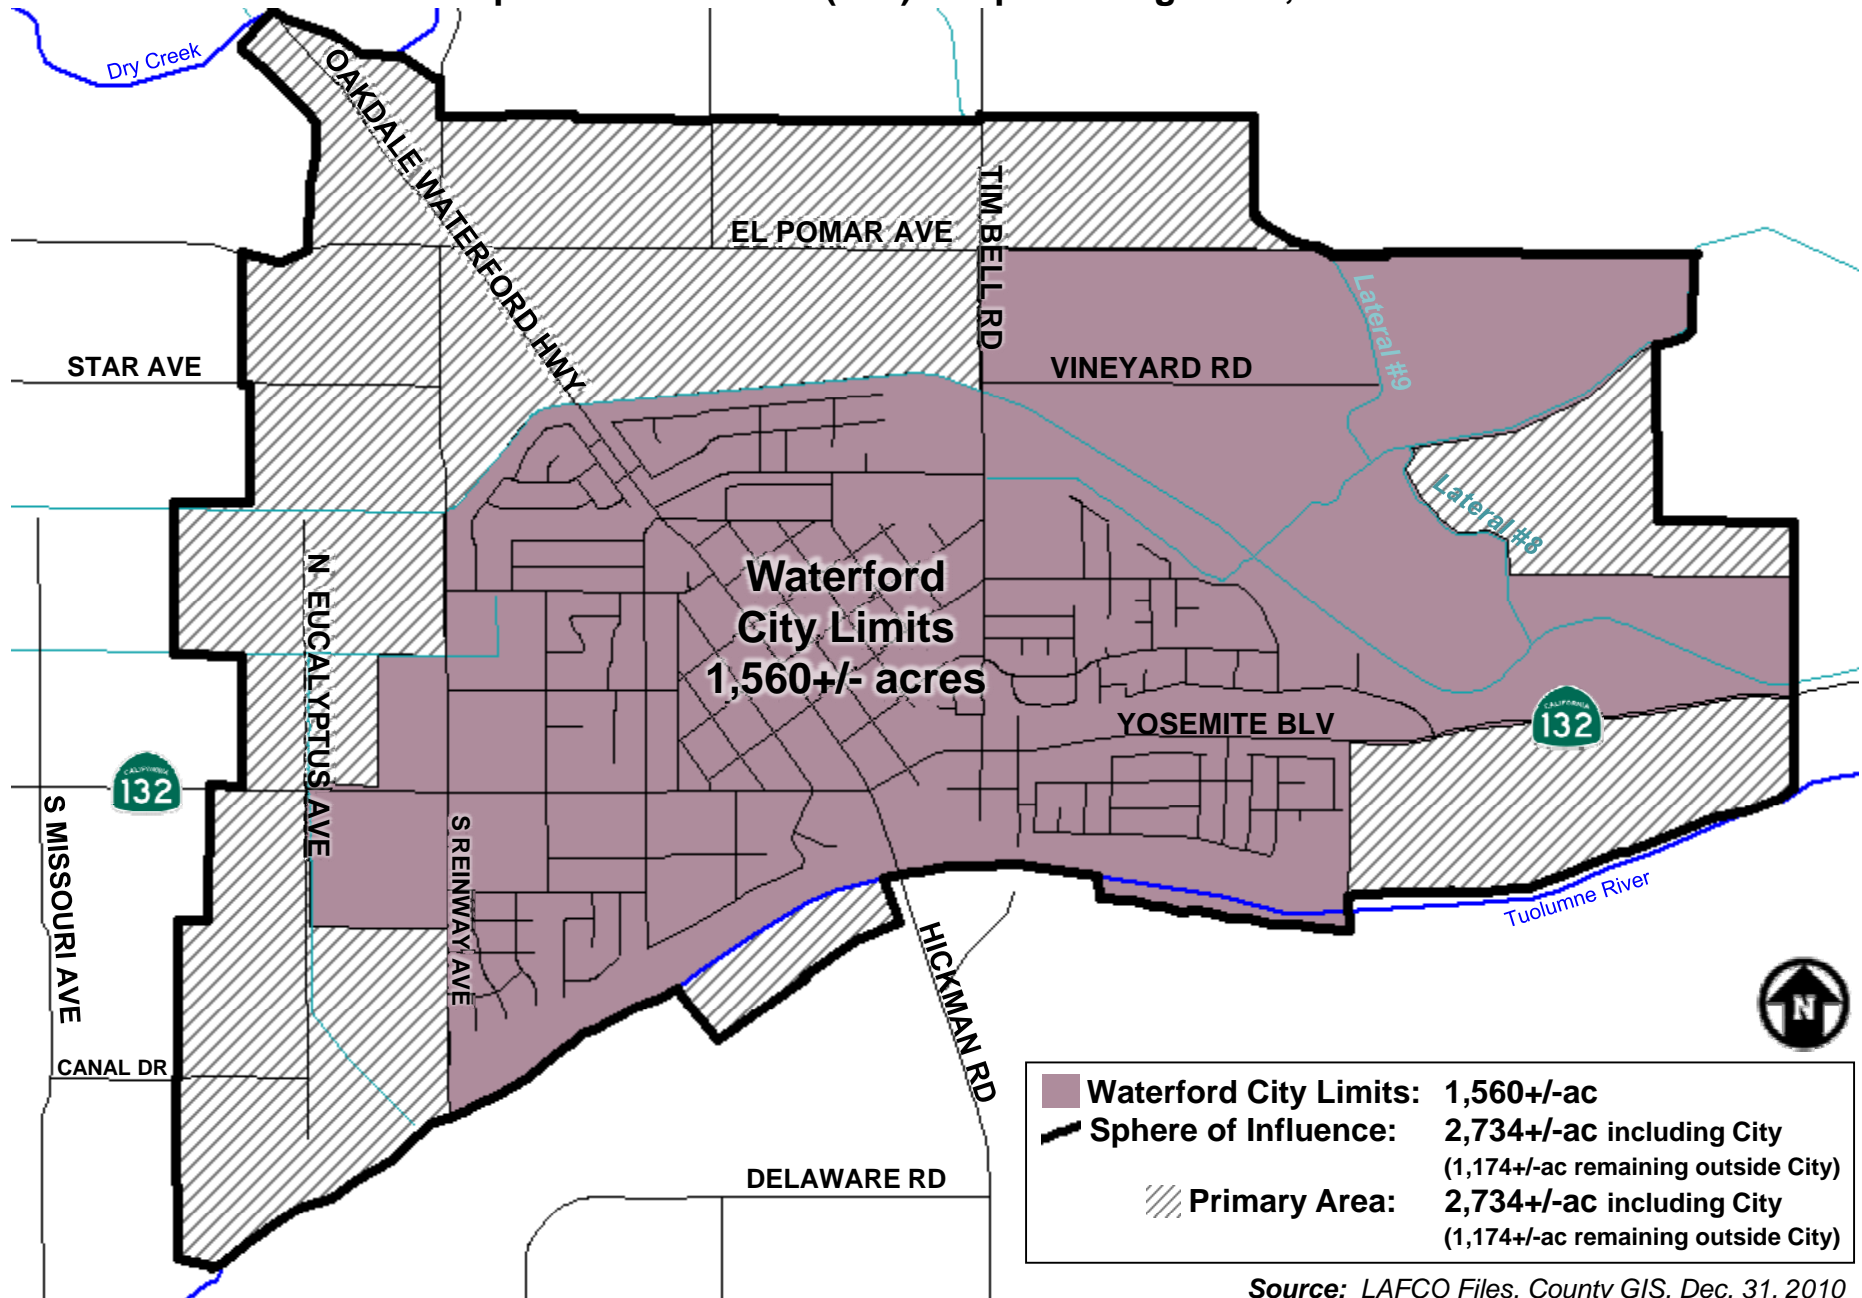 Dry Creek
OAKDALE WATERFORD HWY
TIM BELL RD
EL POMAR AVE
Lateral #9
STAR AVE
VINEYARD RD
Lateral #8
N EUCALYPTUS AVE
Waterford
City Limits
1,560+/- acres
YOSEMITE BLV
CALIFORNIA
132
CALIFORNIA
132
S MISSOURI AVE
S REINWAY AVE
Tuolumne River
HICKMAN RD
N
CANAL DR
DELAWARE RD
Waterford City Limits: 1,560+/-ac
Sphere of Influence: 2,734+/-ac including City
(1,174+/-ac remaining outside City)
Primary Area: 2,734+/-ac including City
(1,174+/-ac remaining outside City)
Source: LAFCO Files, County GIS, Dec. 31, 2010